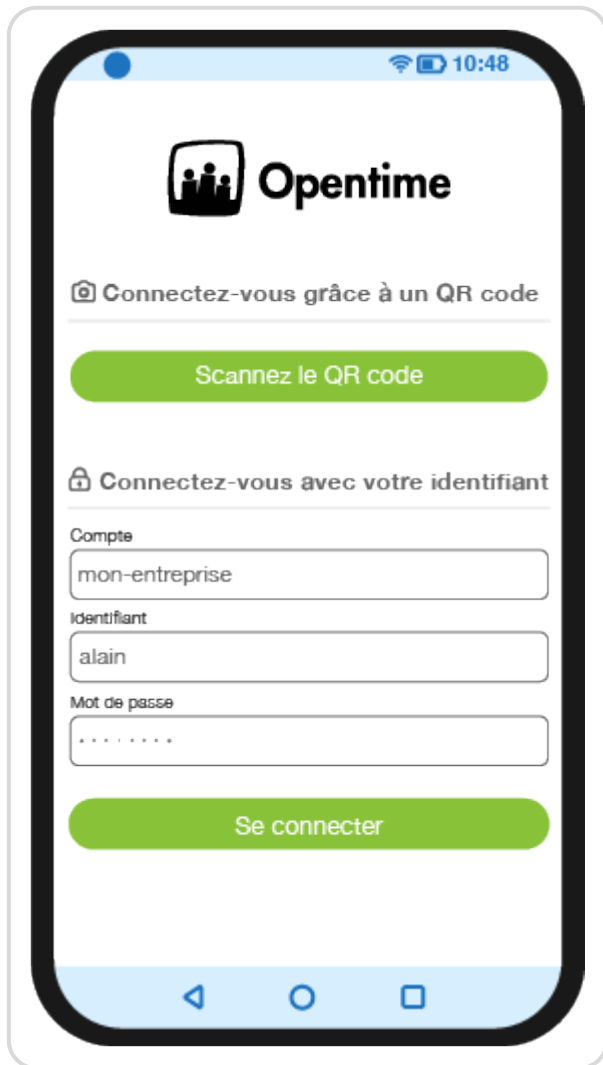 10:48
Opentime
Connectez-vous grâce à un QR code
Scannez le QR code
Connectez-vous avec votre identifiant
Compte
mon-entreprise
Identifiant
alain
Mot de passe
Se connecter